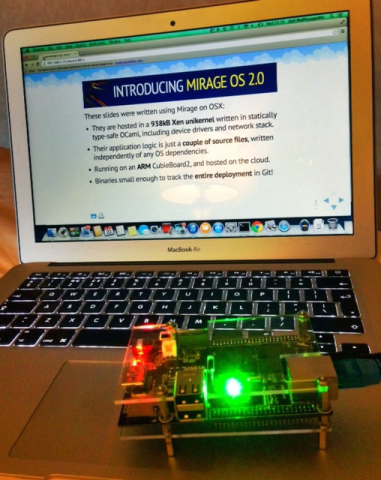 INTRODUCING MIRAGE OS 2.0
These slides were written using Mirage on OSX:
• They are hosted in a 938kB Xen unikernel written in statically
type-safe OCaml, including device drivers and network stack.
• Their application logic is just a couple of source files, written
independently of any OS dependencies.
• Running on an ARM CubieBoard2, and hosted on the cloud.
• Binaries small enough to track the entire deployment in Git!
MacBook Air